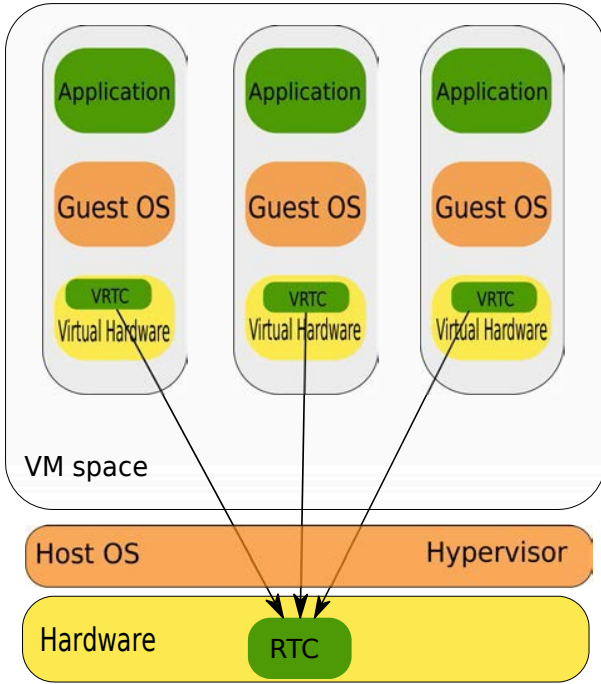 Application Application Application
Guest OS Guest OS Guest OS
VRTC VRTC VRTC
Virtual Hardware Virtual Hardware Virtual Hardware
VM space
Host OS Hypervisor
Hardware RTC